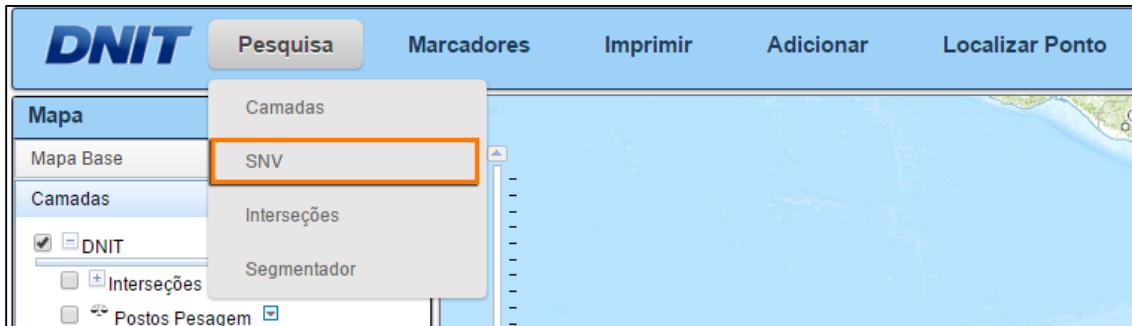 DNIT Pesquisa Marcadores Imprimir Adicionar Localizar Ponto
Camadas
SNV
Interseções
Segmentador
Mapa
Mapa Base
Camadas
DNIT
Interseções
Postos Pesagem